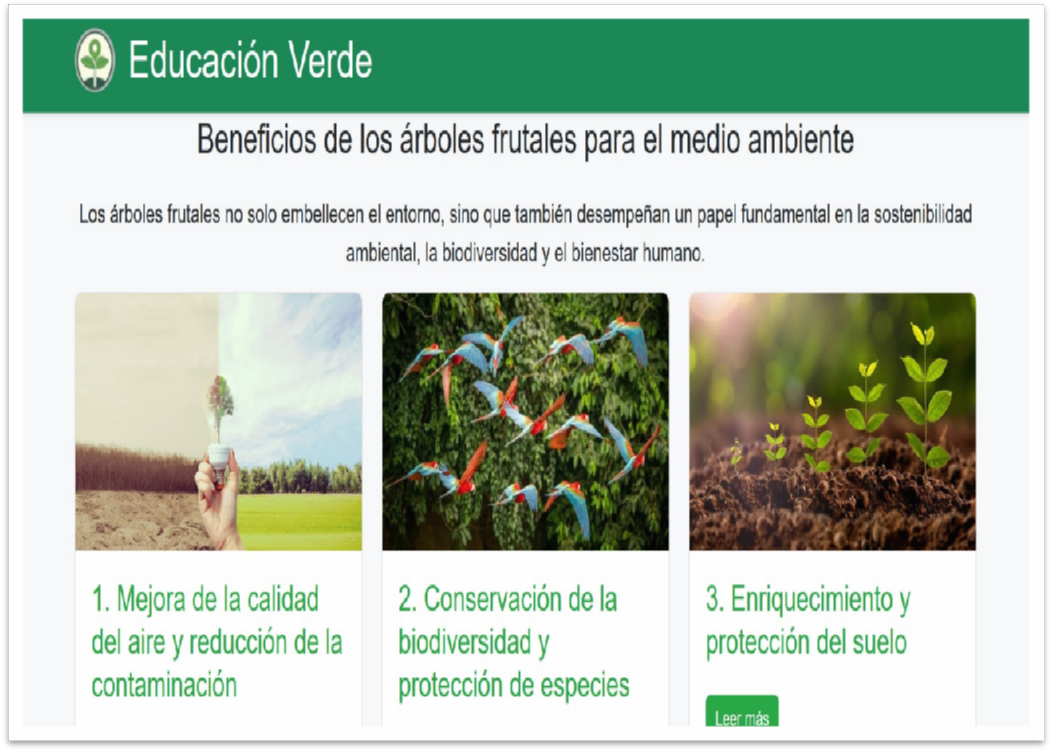 Educación Verde
Beneficios de los árboles frutales para el medio ambiente
Los árboles frutales no solo embellecen el entorno, sino que también desempeñan un papel fundamental en la sostenibilidad
ambiental, la biodiversidad y el bienestar humano.
1. Mejora de la calidad
del aire y reducción de la
contaminación
2. Conservación de la
biodiversidad y
protección de especies
3. Enriquecimiento y
protección del suelo
Leer más